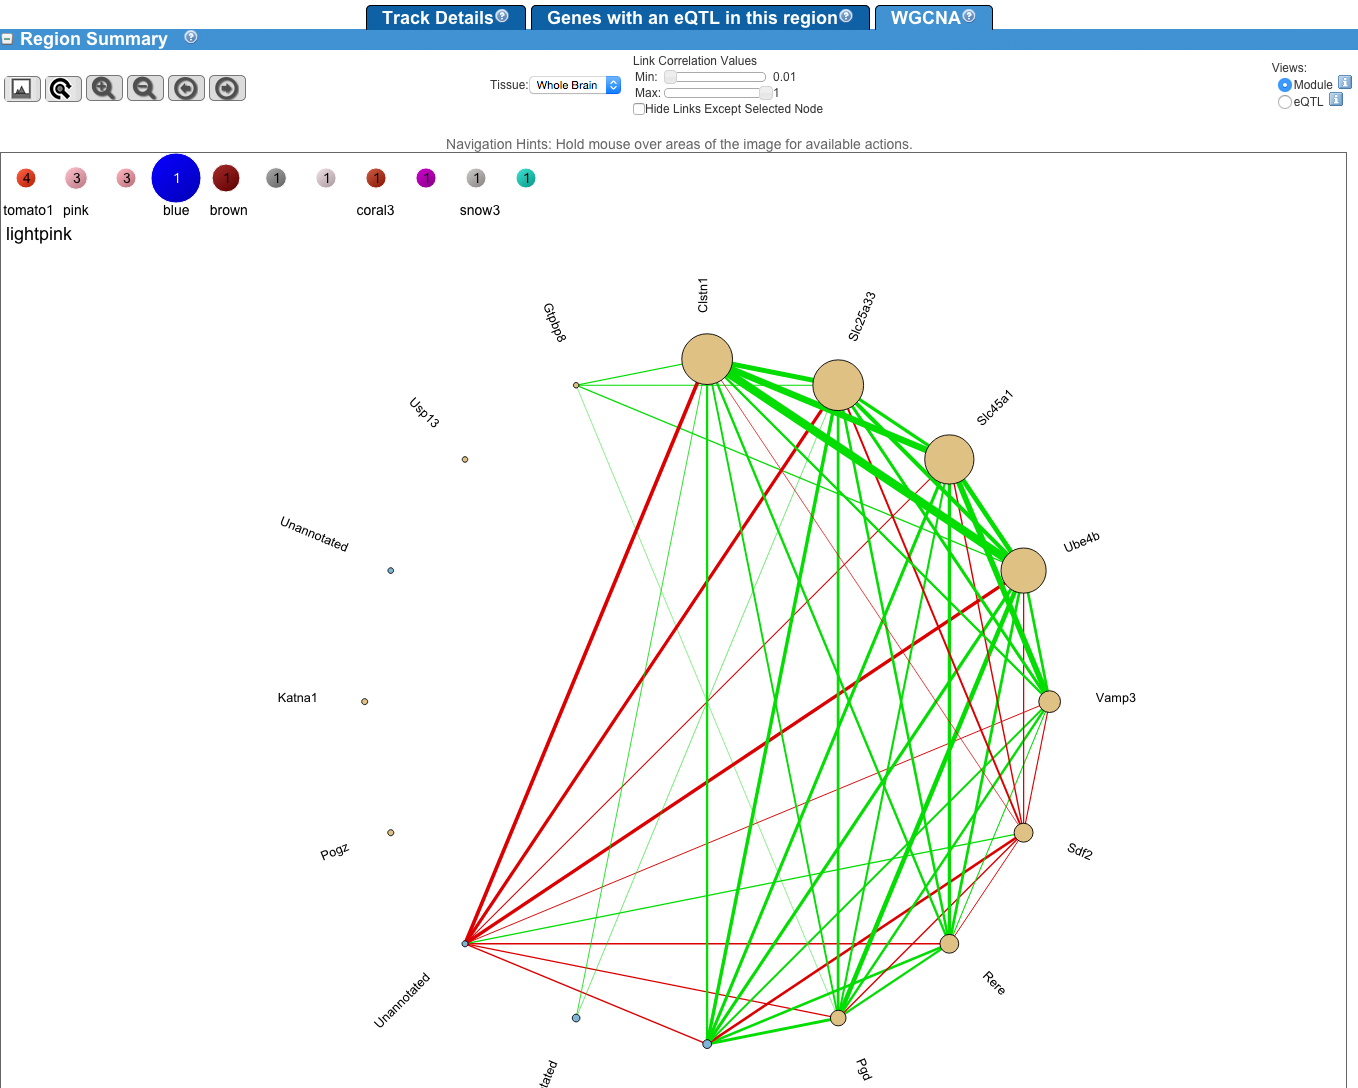 Track Details? Genes with an eQTL in this region? WGCNA?
Region Summary ?
Link Correlation Values
Views:
Tissue: Whole Brain Min: 0.01
Module i
Max: 1
eQTL i
Hide Links Except Selected Node
Navigation Hints: Hold mouse over areas of the image for available actions.
4 3 3 1 1 1 1 1 1 1 1
tomato1 pink blue brown coral3 snow3
lightpink
Clstn1
Gtpbp8
Slc25a33
Usp13
Slc45a1
Unannotated
Ube4b
Katna1
Vamp3
Pogz
Sdf2
Unannotated
Rere
tated
Pgd